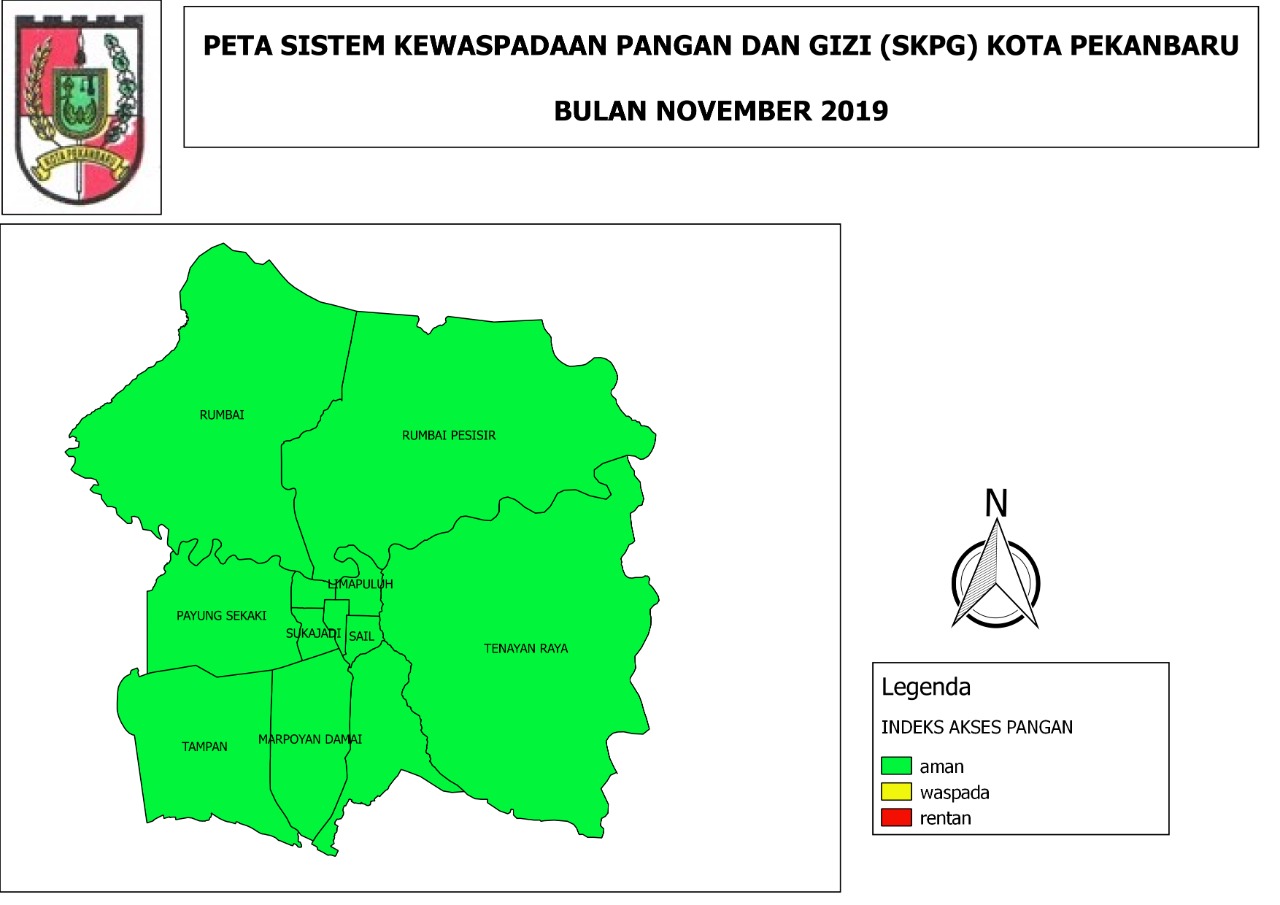 PETA SISTEM KEWASPADAAN PANGAN DAN GIZI (SKPG) KOTA PEKANBARU
BULAN NOVEMBER 2019
KOTA PEKANBARU
RUMBAI
RUMBAI PESISIR
LIMAPULUH
PAYUNG SEKAKI
SUKAJADI
SAIL
TENAYAN RAYA
TAMPAN
MARPOYAN DAMAI
N
Legenda
INDEKS AKSES PANGAN
aman
waspada
rentan